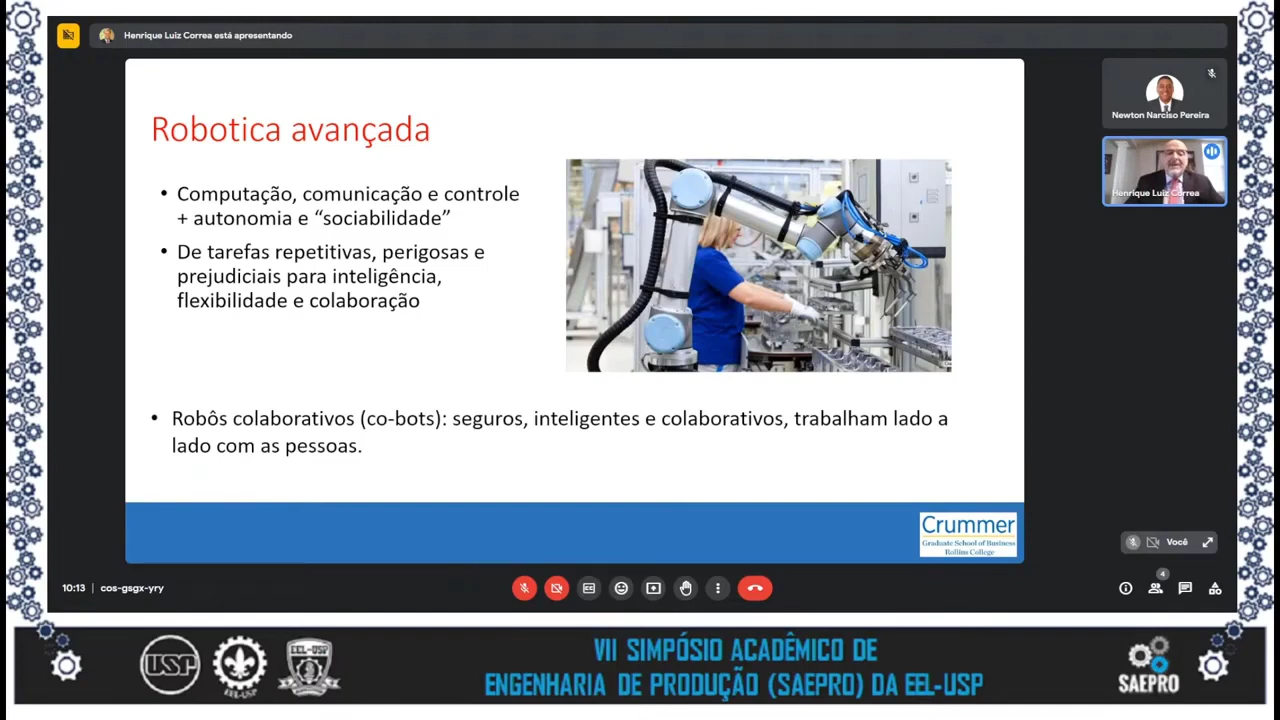 Henrique Luiz Correa está apresentando
Newton Narciso Pereira
Henrique Luiz Correa
Robotica avançada
• Computação, comunicação e controle
+ autonomia e “sociabilidade”
• De tarefas repetitivas, perigosas e
prejudiciais para inteligência,
flexibilidade e colaboração
• Robôs colaborativos (co-bots): seguros, inteligentes e colaborativos, trabalham lado a
lado com as pessoas.
Crummer
Graduate School of Business
Rollins College
Você
10:13 | cos-gsgx-yry
4
USP
EEL-USP
EEL-USP
VII SIMPÓSIO ACADÊMICO DE
ENGENHARIA DE PRODUÇÃO (SAEPRO) DA EEL-USP
SAEPRO